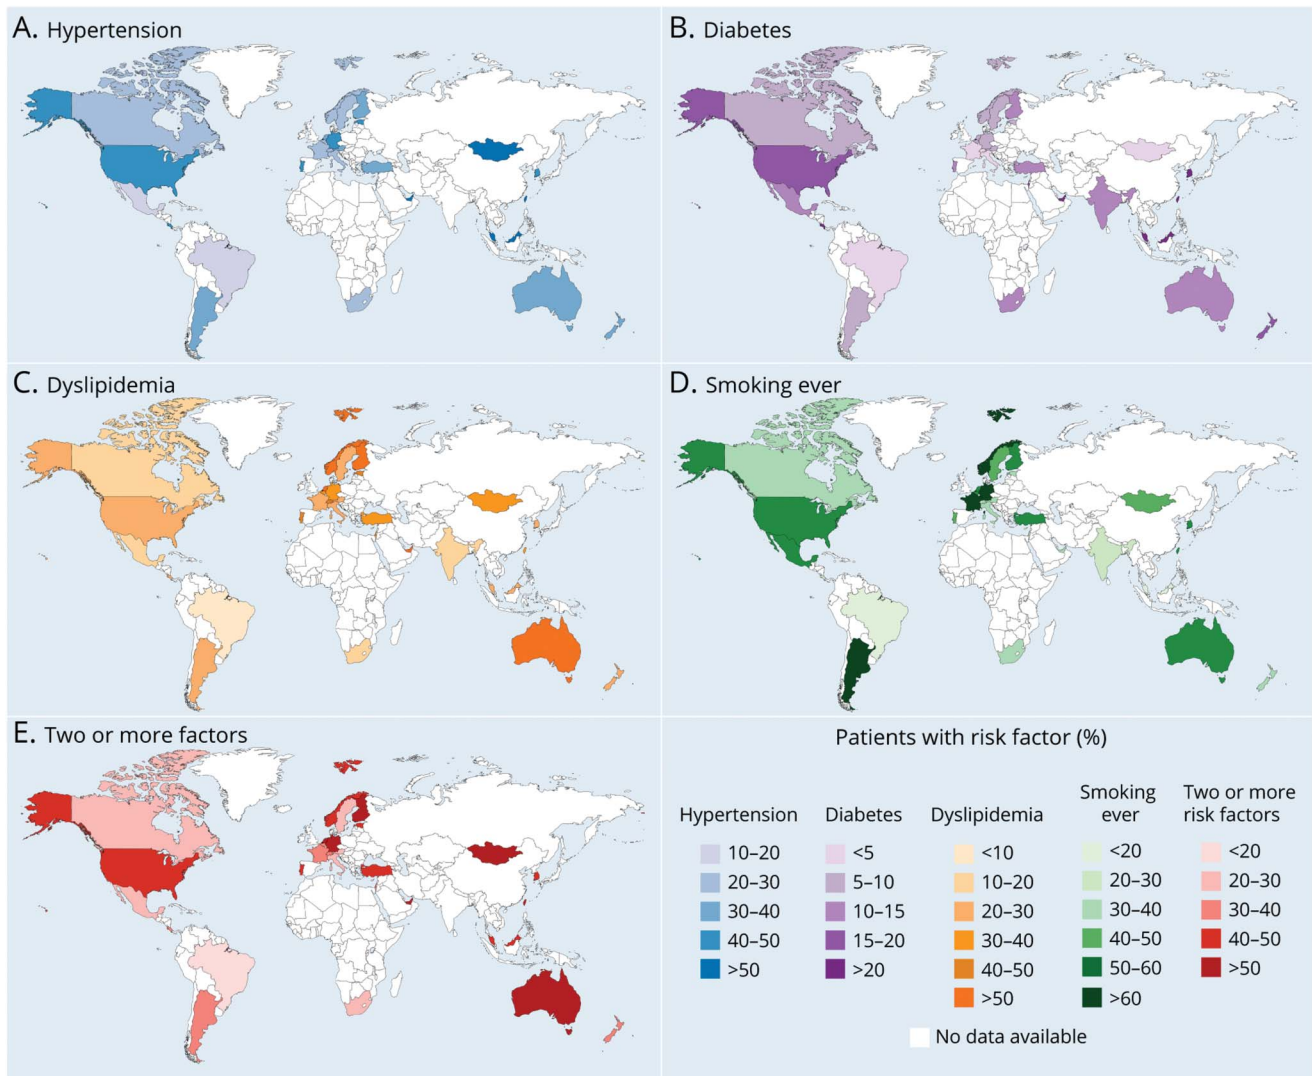 A. Hypertension
B. Diabetes
C. Dyslipidemia
D. Smoking ever
E. Two or more factors
Patients with risk factor (%)
Hypertension
10–20
20–30
30–40
40–50
>50
Diabetes
<5
5–10
10–15
15–20
>20
Dyslipidemia
<10
10–20
20–30
30–40
40–50
>50
Smoking
ever
<20
20–30
30–40
40–50
50–60
>60
Two or more
risk factors
<20
20–30
30–40
40–50
>50
No data available